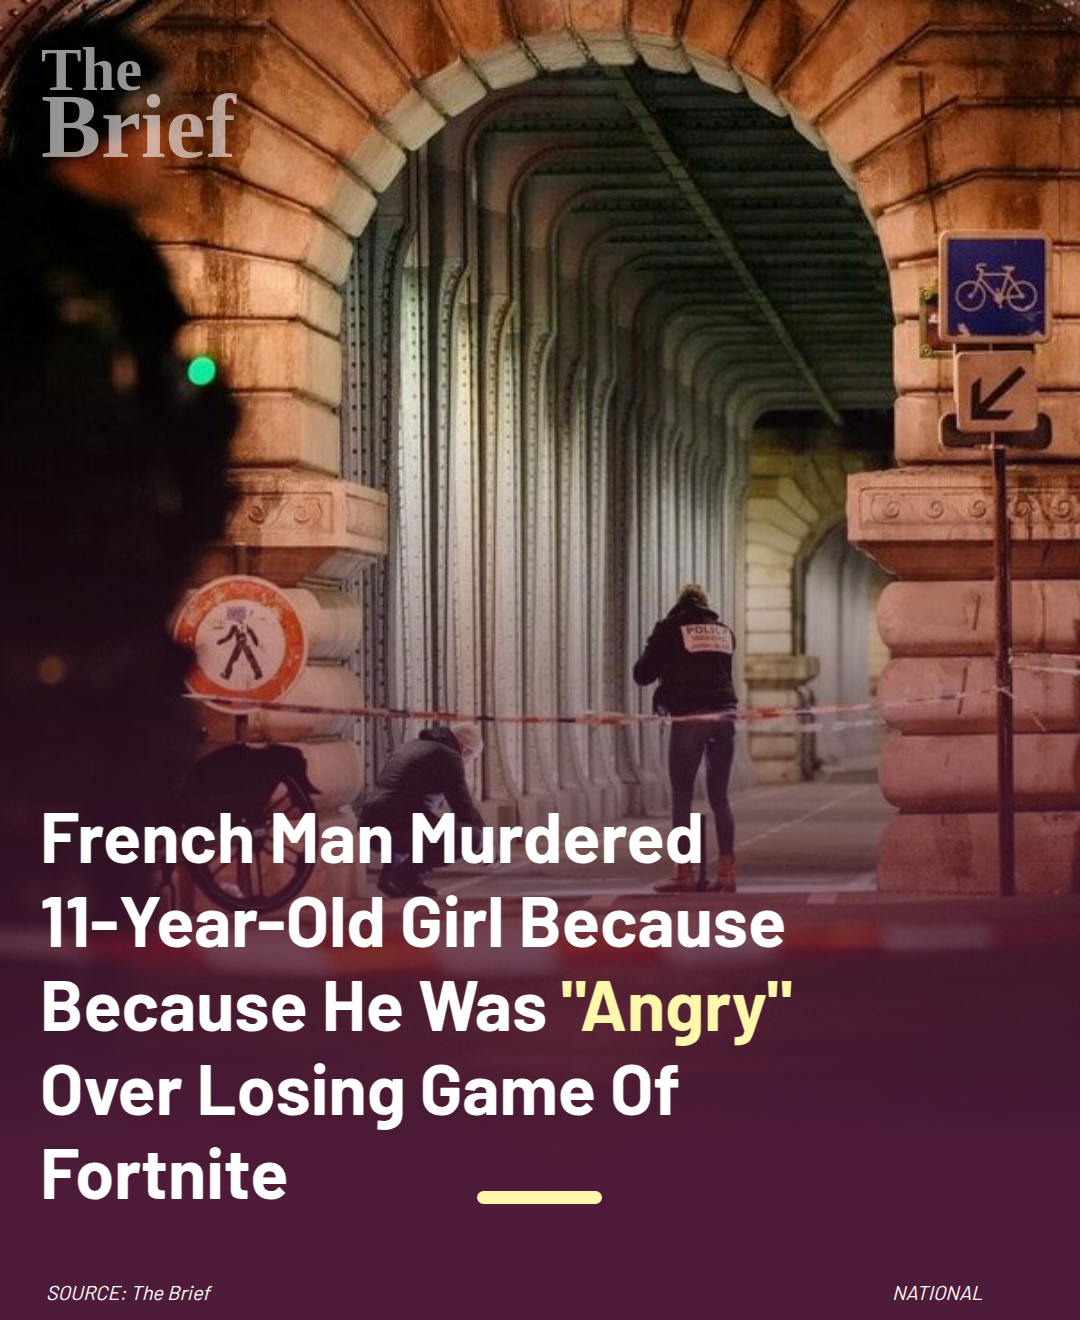 The
Brief
POLICE
French Man Murdered
11-Year-Old Girl Because
Because He Was "Angry"
Over Losing Game Of
Fortnite
SOURCE: The Brief
NATIONAL